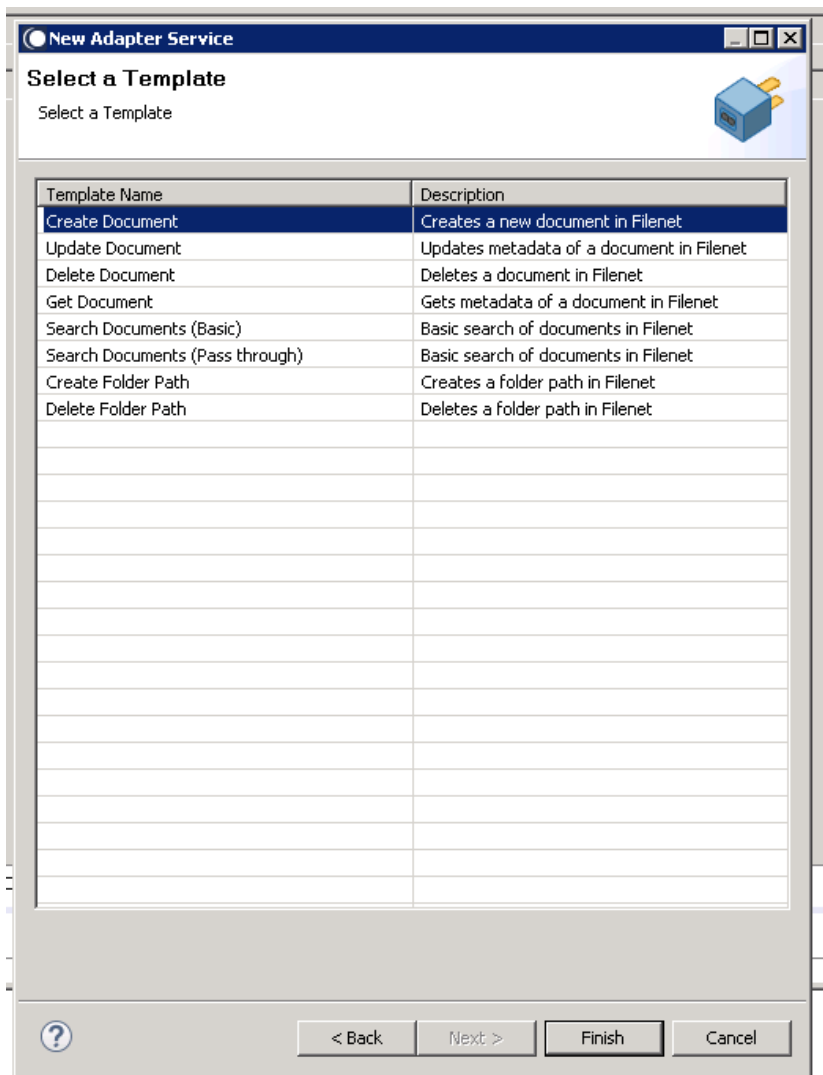 New Adapter Service
Select a Template
Select a Template
Template Name Description
Create Document Creates a new document in Filenet
Update Document Updates metadata of a document in Filenet
Delete Document Deletes a document in Filenet
Get Document Gets metadata of a document in Filenet
Search Documents (Basic) Basic search of documents in Filenet
Search Documents (Pass through) Basic search of documents in Filenet
Create Folder Path Creates a folder path in Filenet
Delete Folder Path Deletes a folder path in Filenet
? < Back Next > Finish Cancel